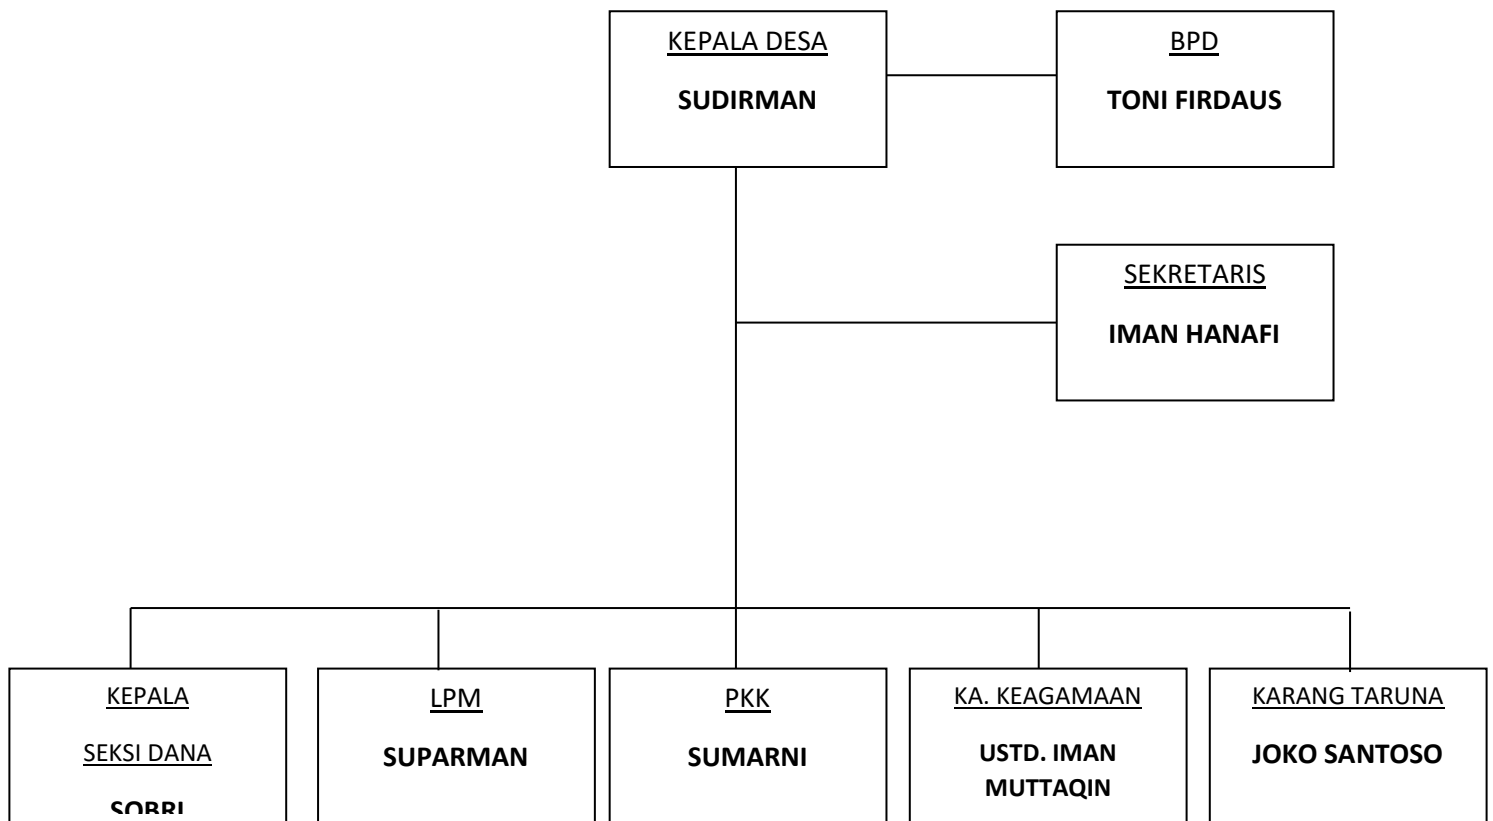 KEPALA DESA
SUDIRMAN
BPD
TONI FIRDAUS
SEKRETARIS
IMAN HANAFI
KEPALA
SEKSI DANA
SOBRI
LPM
SUPARMAN
PKK
SUMARNI
KA. KEAGAMAAN
USTD. IMAN
MUTTAQIN
KARANG TARUNA
JOKO SANTOSO